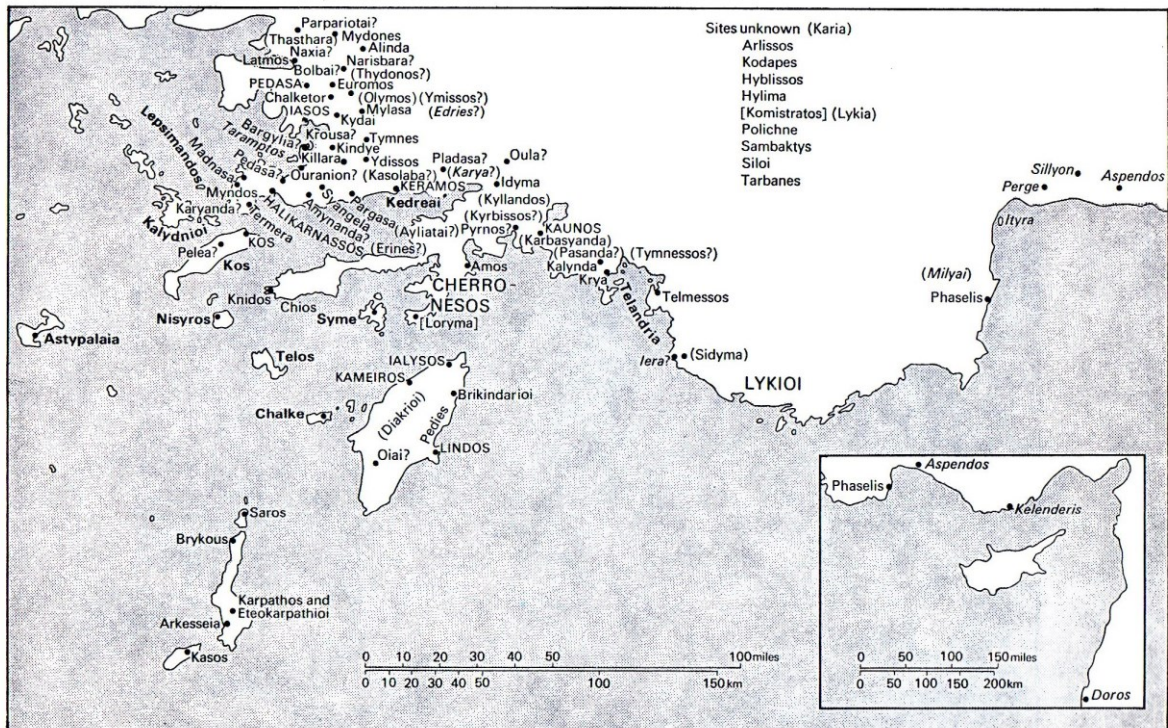 Parpariotai?
(Thasthara)
Mydones
Naxia?
Alinda
Latmos
Narisbara?
Bolbai?
(Thydonos?)
PEDASA
Euromos
Chalketor
(Olymos) (Ymissos?)
IASOS
Mylasa
(Edries?)
Kydai
Lepsimandos
Bargylia?
Krousa?
Tymnes
Taramptos
Kindye
Madnasa
Pedasa?
Killara
Ydissos
Pladasa?
Oula?
Ouranion?
(Kasolaba?)
(Karya?)
Myndos
KERAMOS
Idyma
Karyanda?
HALIKARNASSOS
Amynanda?
Syangela
Pargasa
Kedreai
(Kyllandos)
Kalydnioi
Termera
(Kyrbissos?)
KOS
(Erines?)
(Ayliatai?)
Pyrnos?
KAUNOS
Pelea?
(Karbasyanda)
Kos
(Pasanda?)
(Tymnessos?)
Amos
Kalynda
Krya
Knidos
Chios
CHERRO-
NESOS
Telandria
Telmessos
Nisyros
Syme
[Loryma]
Astypalaia
Telos
IALYSOS
Iera?
(Sidyma)
KAMEIROS
LYKIOI
Brikindarioi
Chalke
(Diakrioi)
Pedies
Oiai?
LINDOS
Saros
Brykous
Karpathos and
Eteokarpathioi
Arkesseia
Kasos
Sites unknown (Karia)
Arlissos
Kodapes
Hyblissos
Hylima
[Komistratos] (Lykia)
Polichne
Sambaktys
Siloi
Tarbanes
Sillyon
Perge
Aspendos
Ityra
(Milyai)
Phaselis
0 10 20 30 40 50 100 miles
0 10 20 30 40 50 100 150 km
Aspendos
Phaselis
Kelenderis
0 50 100 150 miles
0 50 100 150 200 km
Doros